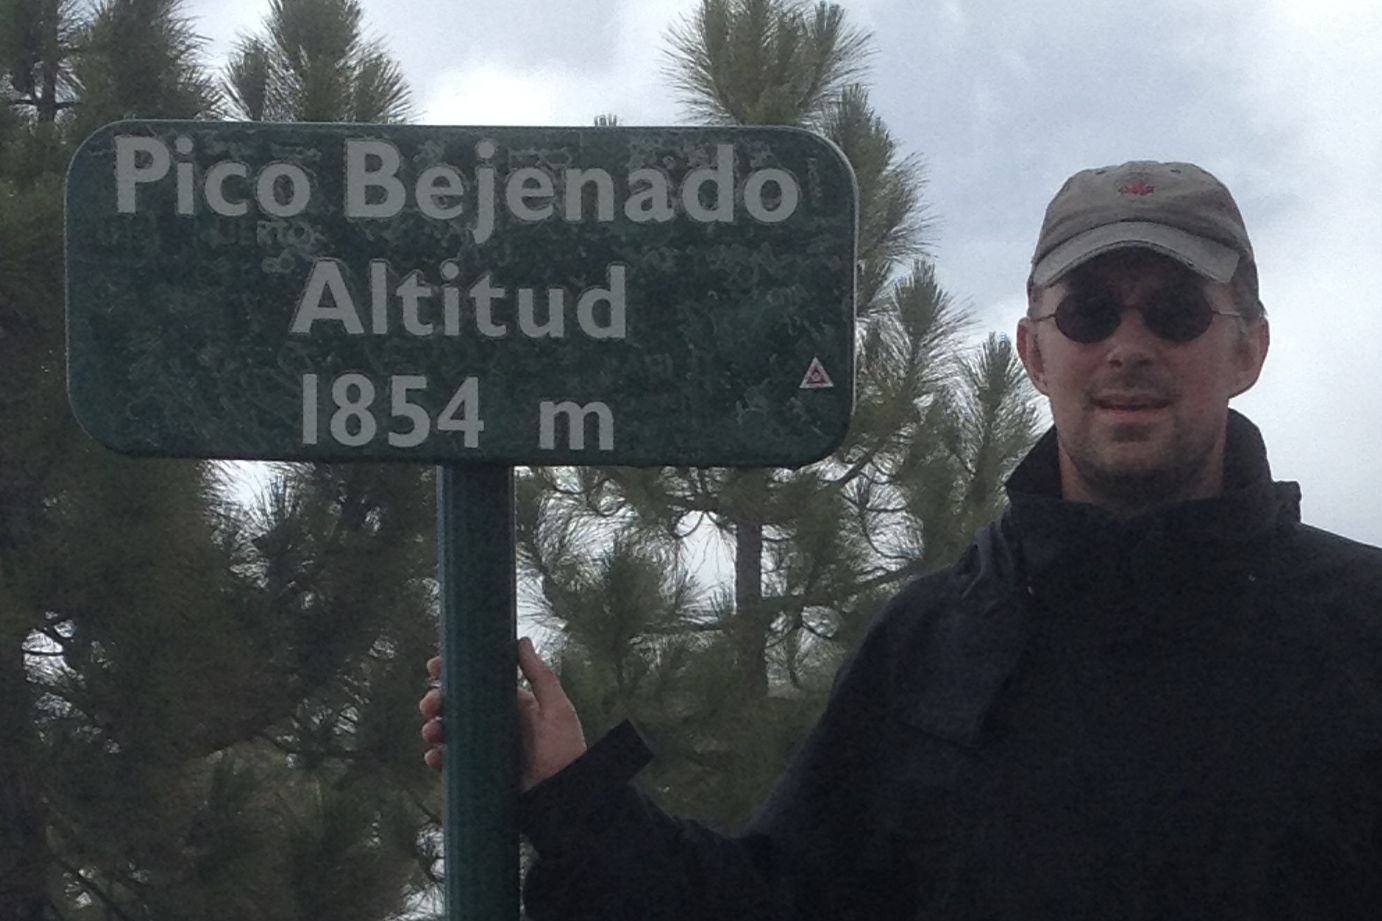 Pico Bejenado
Altitud
1854 m